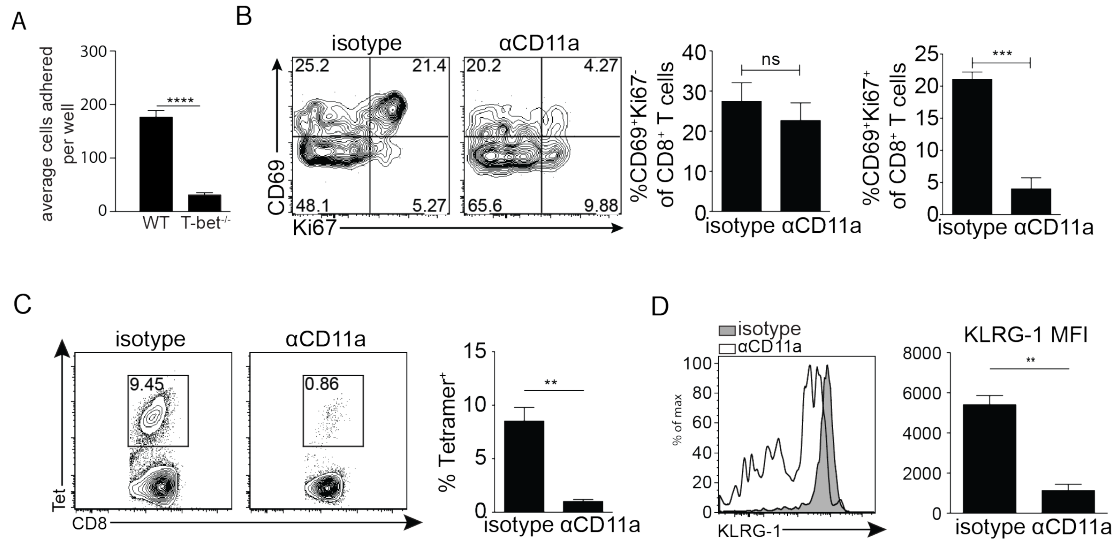 A
average cells adhered
per well
300
200
100
0
****
WT T-bet-/-
B
isotype
αCD11a
25.2 21.4
48.1 5.27
20.2 4.27
65.6 9.88
CD69
Ki67
%CD69+Ki67-
of CD8+ T cells
40
30
20
10
0
ns
isotype αCD11a
%CD69+Ki67+
of CD8+ T cells
25
20
15
10
5
0
***
isotype αCD11a
C
isotype
αCD11a
9.45
0.86
Tet
CD8
% Tetramer+
15
10
5
0
**
isotype αCD11a
D
isotype
αCD11a
% of max
100
80
60
40
20
0
KLRG-1
KLRG-1 MFI
8000
6000
4000
2000
0
**
isotype αCD11a